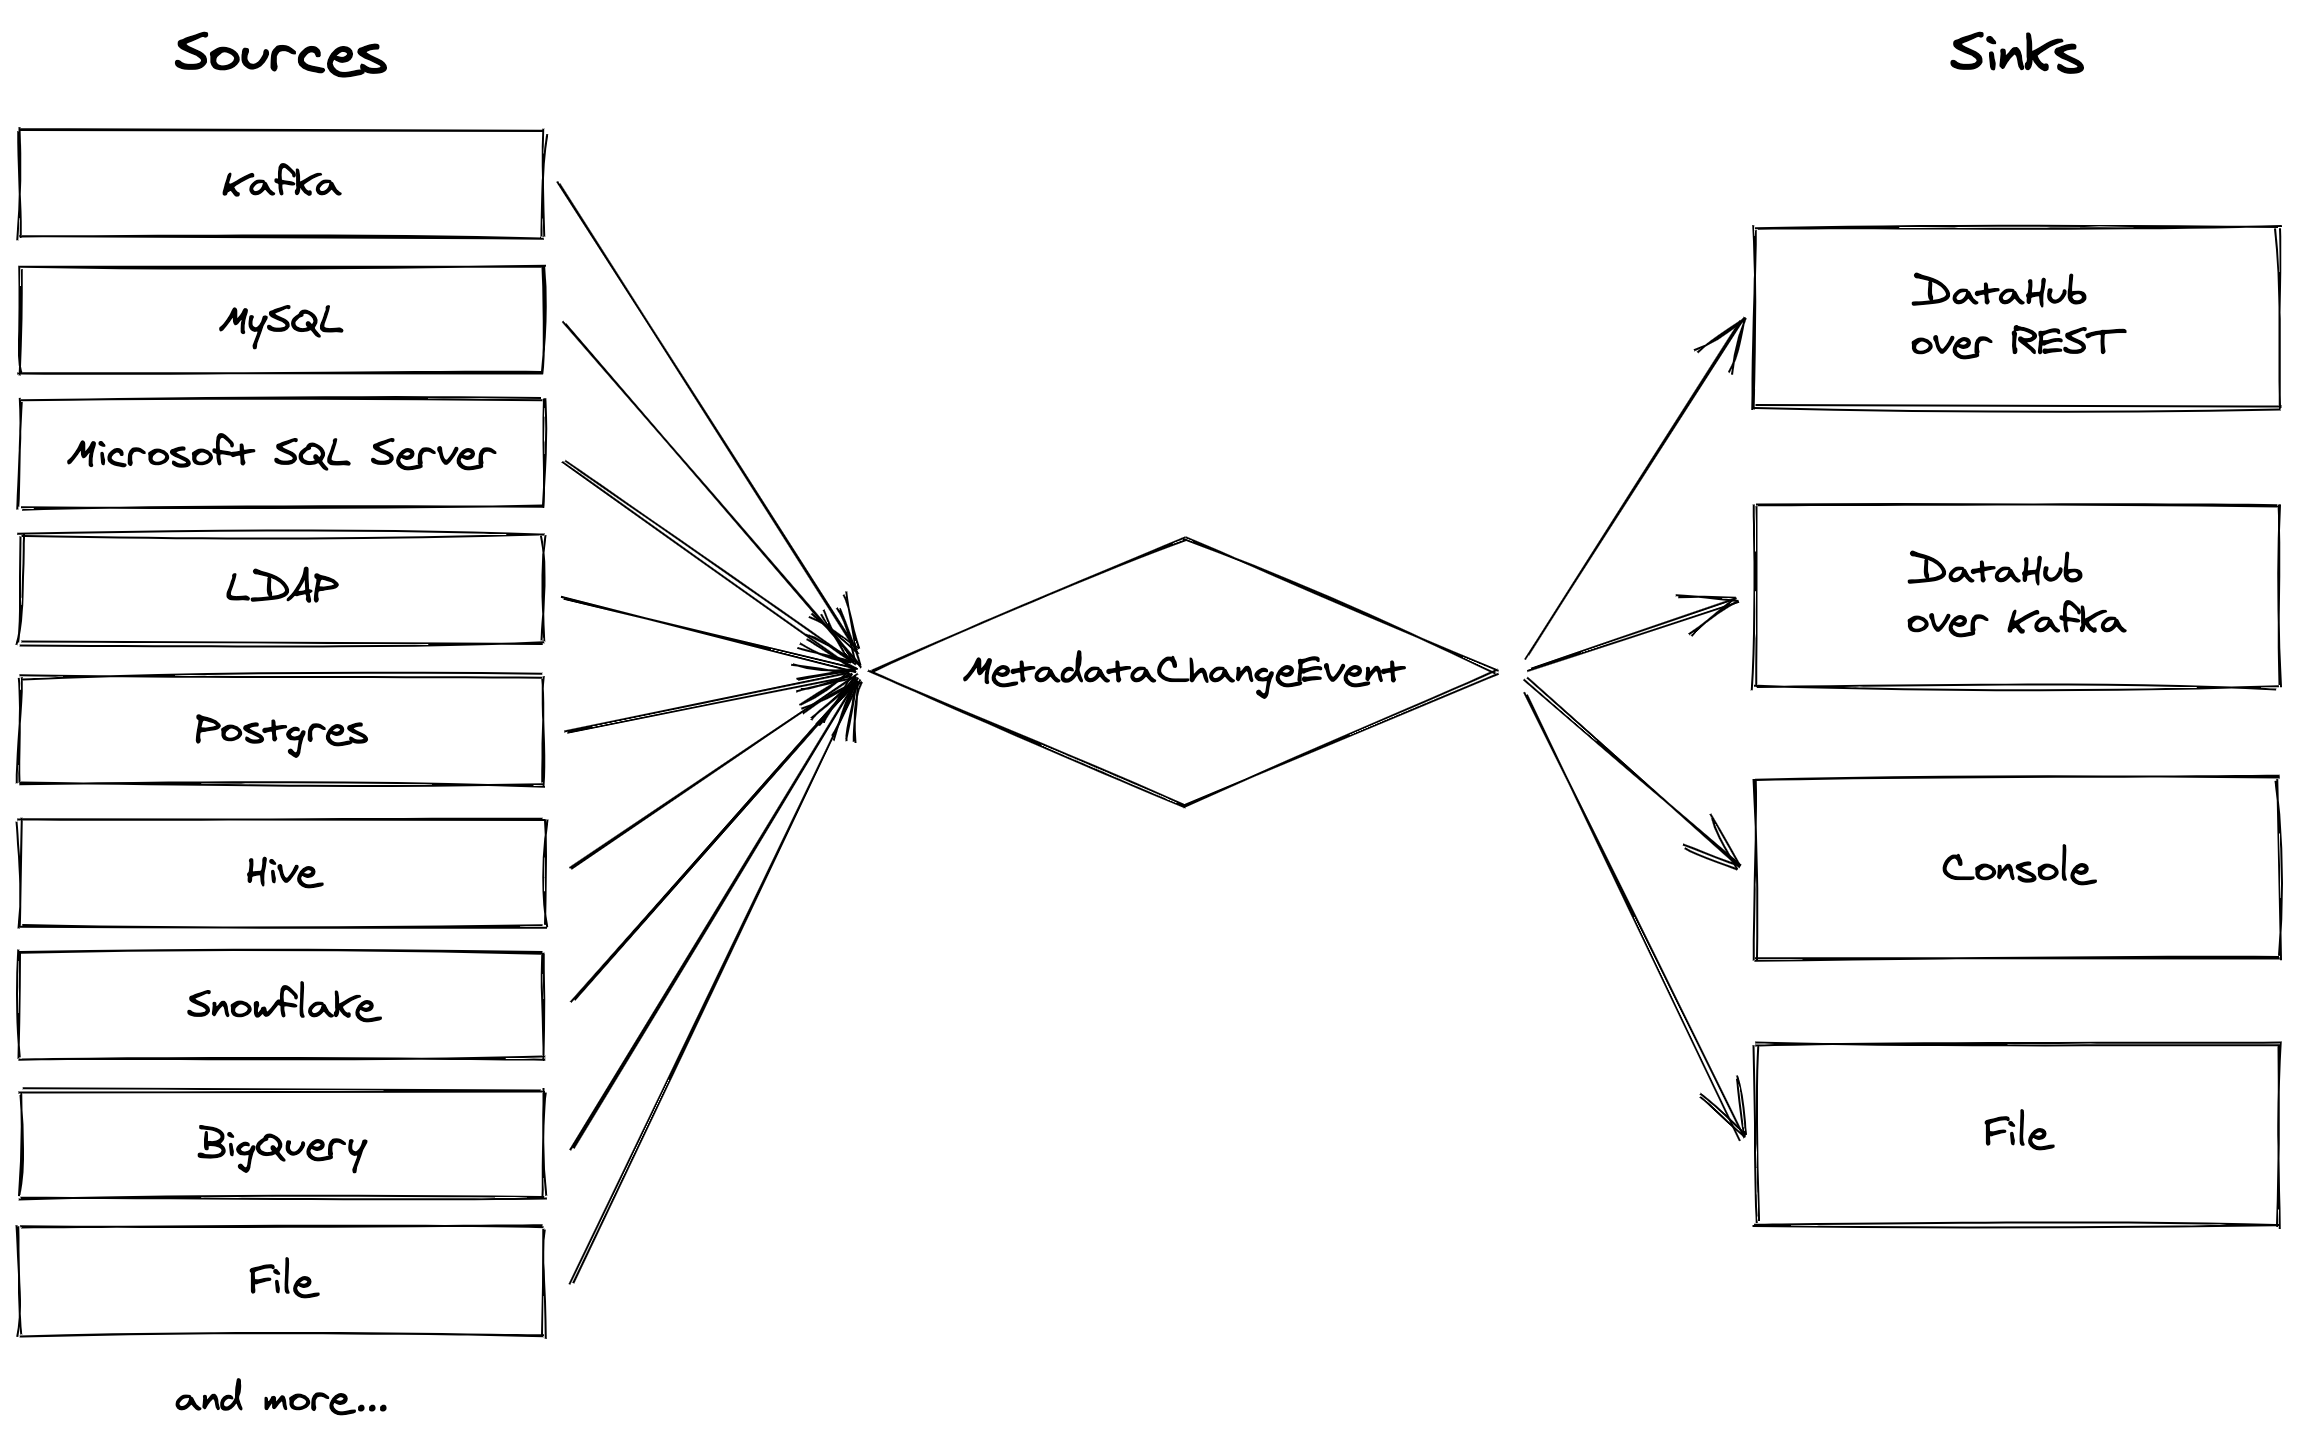 Sources
Sinks
Kafka
MySQL
Microsoft SQL Server
LDAP
Postgres
Hive
Snowflake
BigQuery
File
and more...
MetadataChangeEvent
DataHub
over REST
DataHub
over Kafka
Console
File